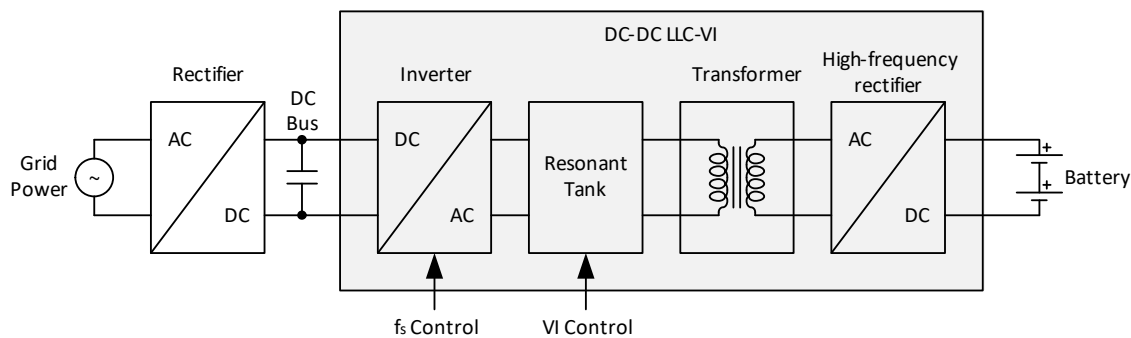 DC-DC LLC-VI
High-frequency
rectifier
Rectifier
Inverter
Transformer
DC
Bus
AC
DC
DC
AC
Resonant
Tank
AC
DC
Grid
Power
~
+
+
Battery
fs Control
VI Control